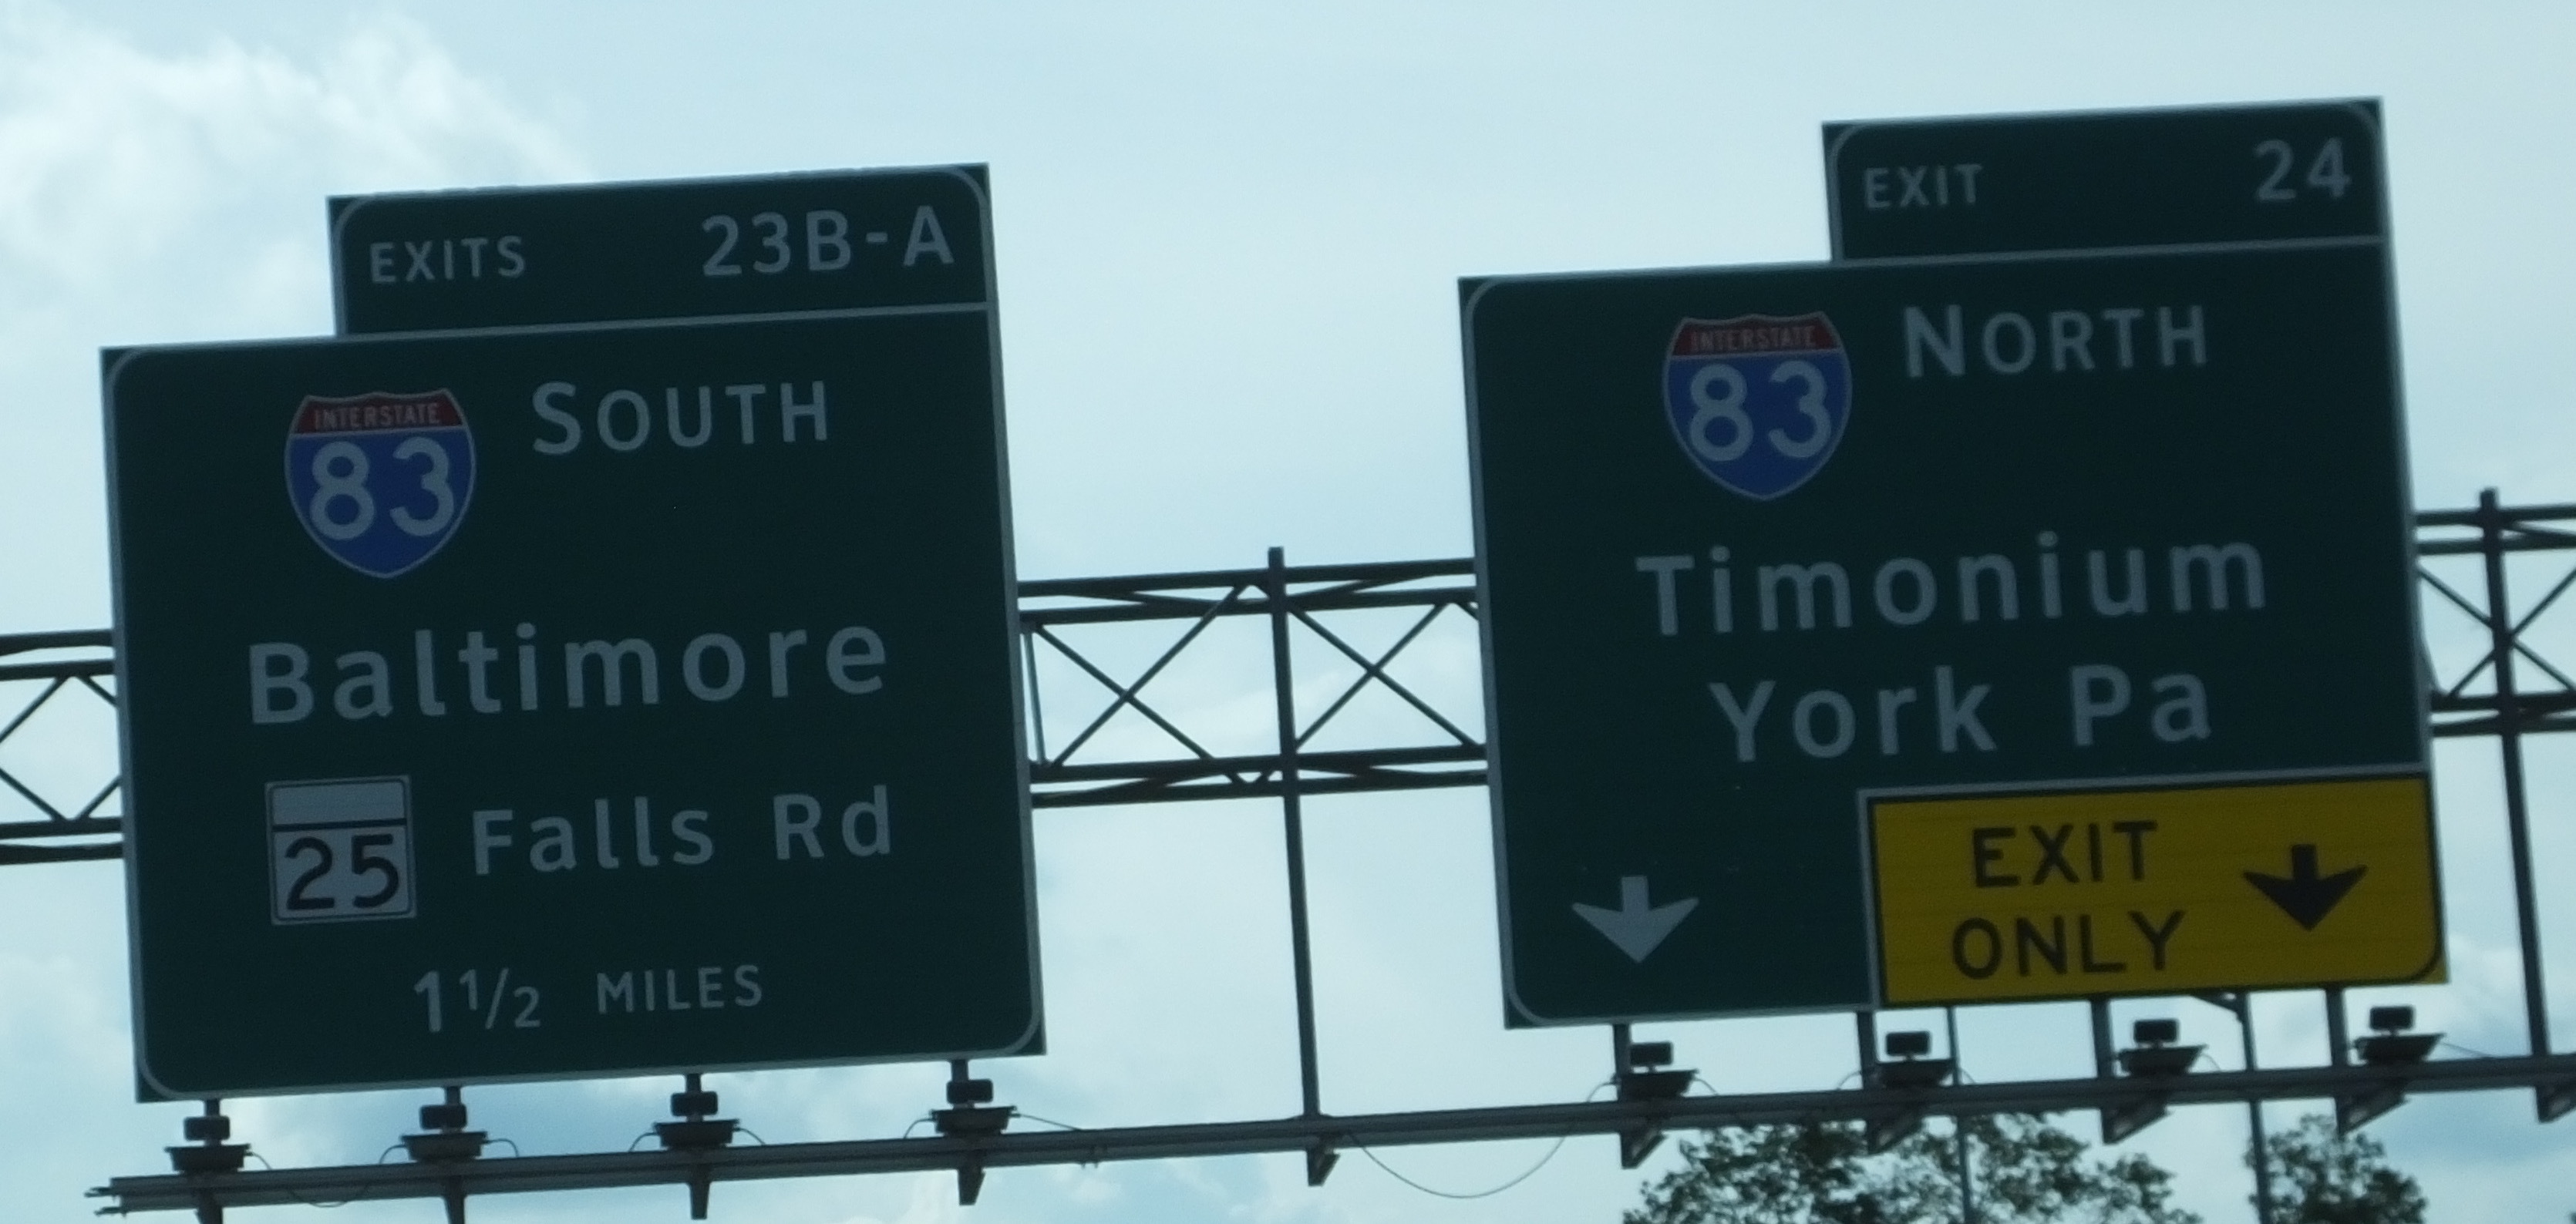 EXITS 23B-A
INTERSTATE
83
SOUTH
Baltimore
25 Falls Rd
1 1/2 MILES
EXIT 24
INTERSTATE
83
NORTH
Timonium
York Pa
EXIT
ONLY